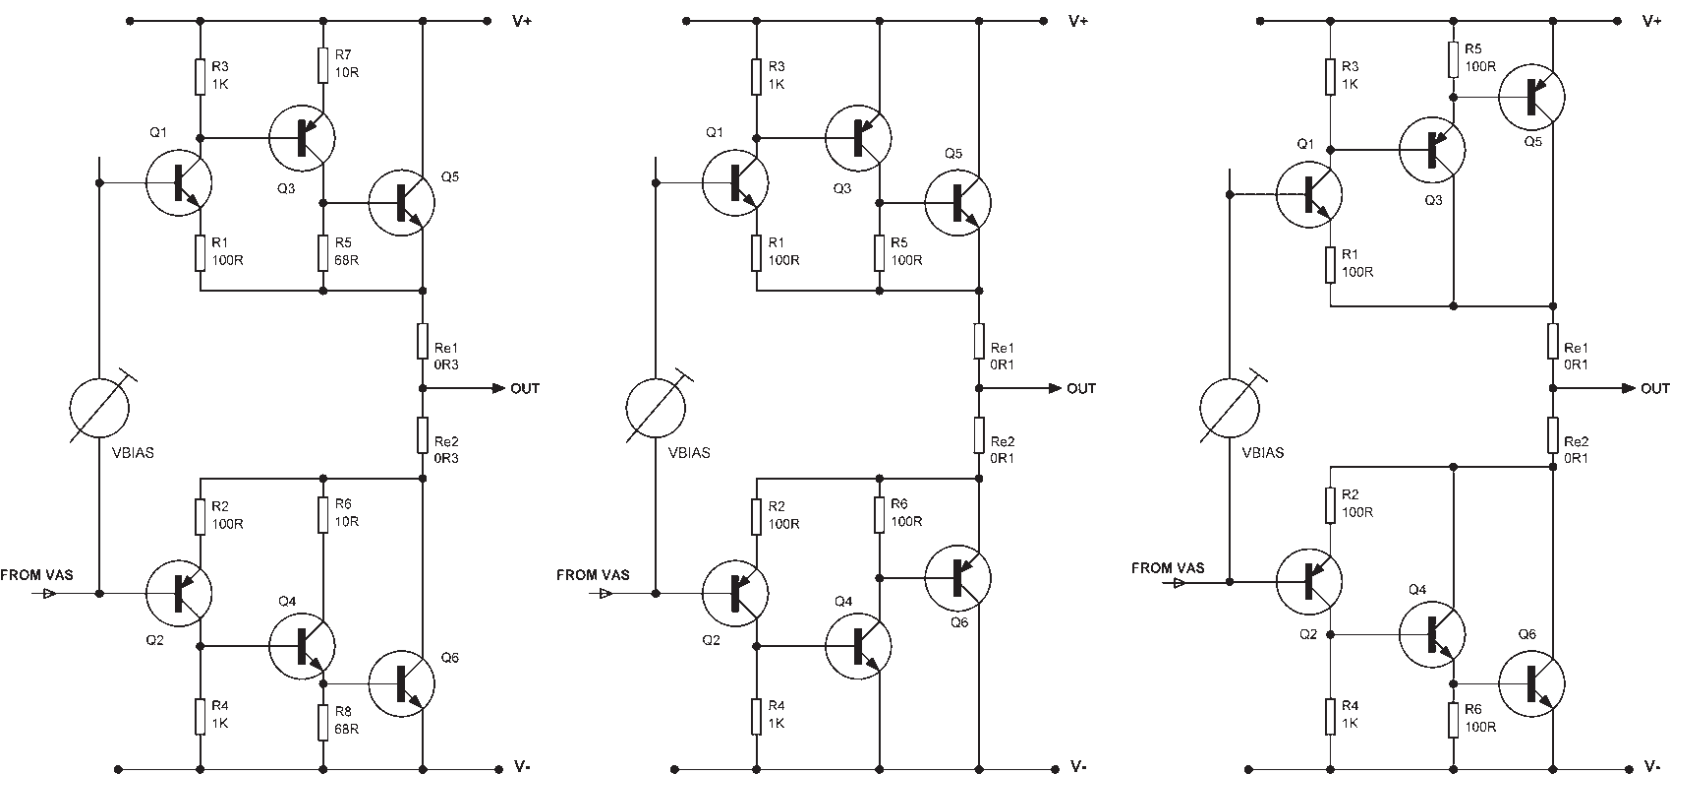 V+
R3
1K
R7
10R
Q1
Q3
Q5
R1
100R
R5
68R
Re1
0R3
OUT
VBIAS
Re2
0R3
R2
100R
R6
10R
FROM VAS
Q4
Q2
Q6
R4
1K
R8
68R
V-
V+
R3
1K
Q1
Q5
Q3
R1
100R
R5
100R
Re1
0R1
OUT
VBIAS
Re2
0R1
R2
100R
R6
100R
FROM VAS
Q4
Q6
Q2
R4
1K
V-
V+
R5
100R
R3
1K
Q1
Q5
Q3
R1
100R
Re1
0R1
OUT
VBIAS
Re2
0R1
R2
100R
FROM VAS
Q4
Q2
Q6
R4
1K
R6
100R
V-